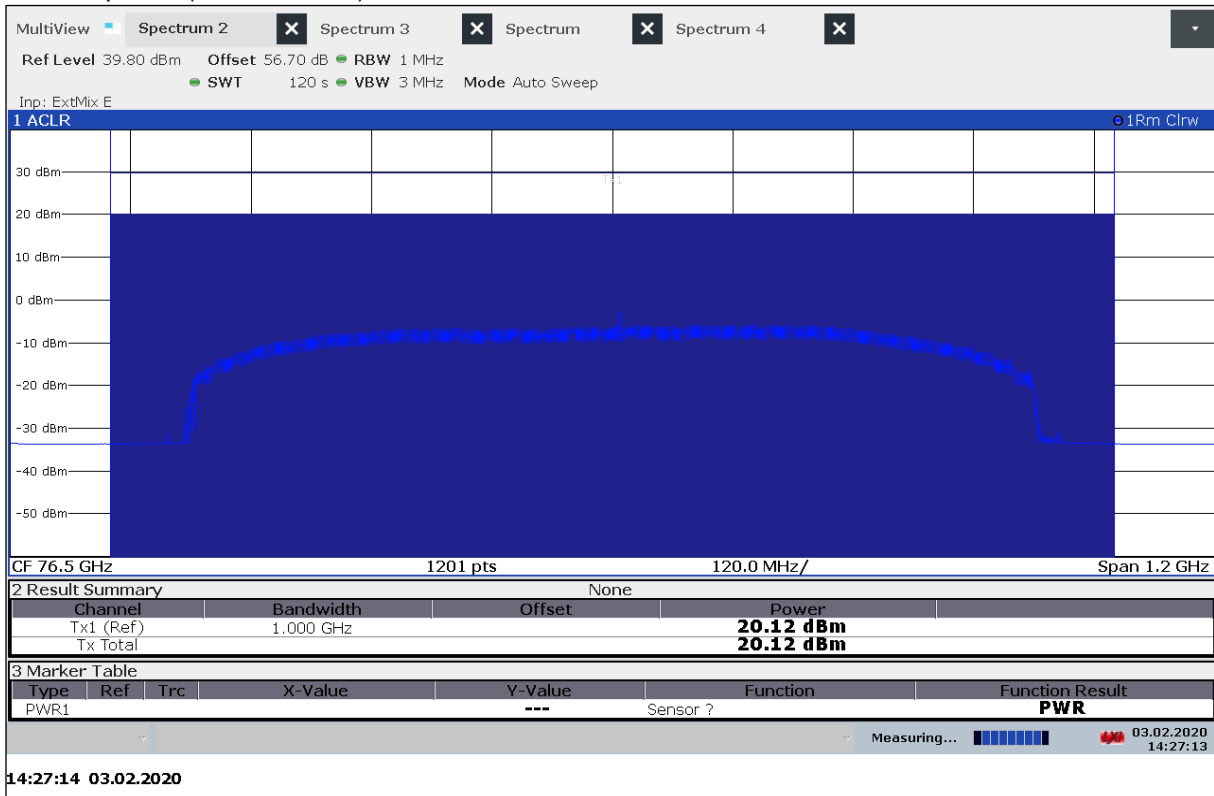 MultiView Spectrum 2 Spectrum 3 Spectrum Spectrum 4
Ref Level 39.80 dBm Offset 56.70 dB RBW 1 MHz
SWT 120 s VBW 3 MHz Mode Auto Sweep
Inp: ExtMix E
1 ACLR 1Rm Clrw
30 dBm
Tx1
20 dBm
10 dBm
0 dBm
-10 dBm
-20 dBm
-30 dBm
-40 dBm
-50 dBm
CF 76.5 GHz 1201 pts 120.0 MHz/ Span 1.2 GHz
2 Result Summary None
Channel Bandwidth Offset Power
Tx1 (Ref) 1.000 GHz 20.12 dBm
Tx Total 20.12 dBm
3 Marker Table
Type Ref Trc X-Value Y-Value Function Function Result
PWR1 --- Sensor ? PWR
Measuring... 03.02.2020
14:27:13
14:27:14 03.02.2020